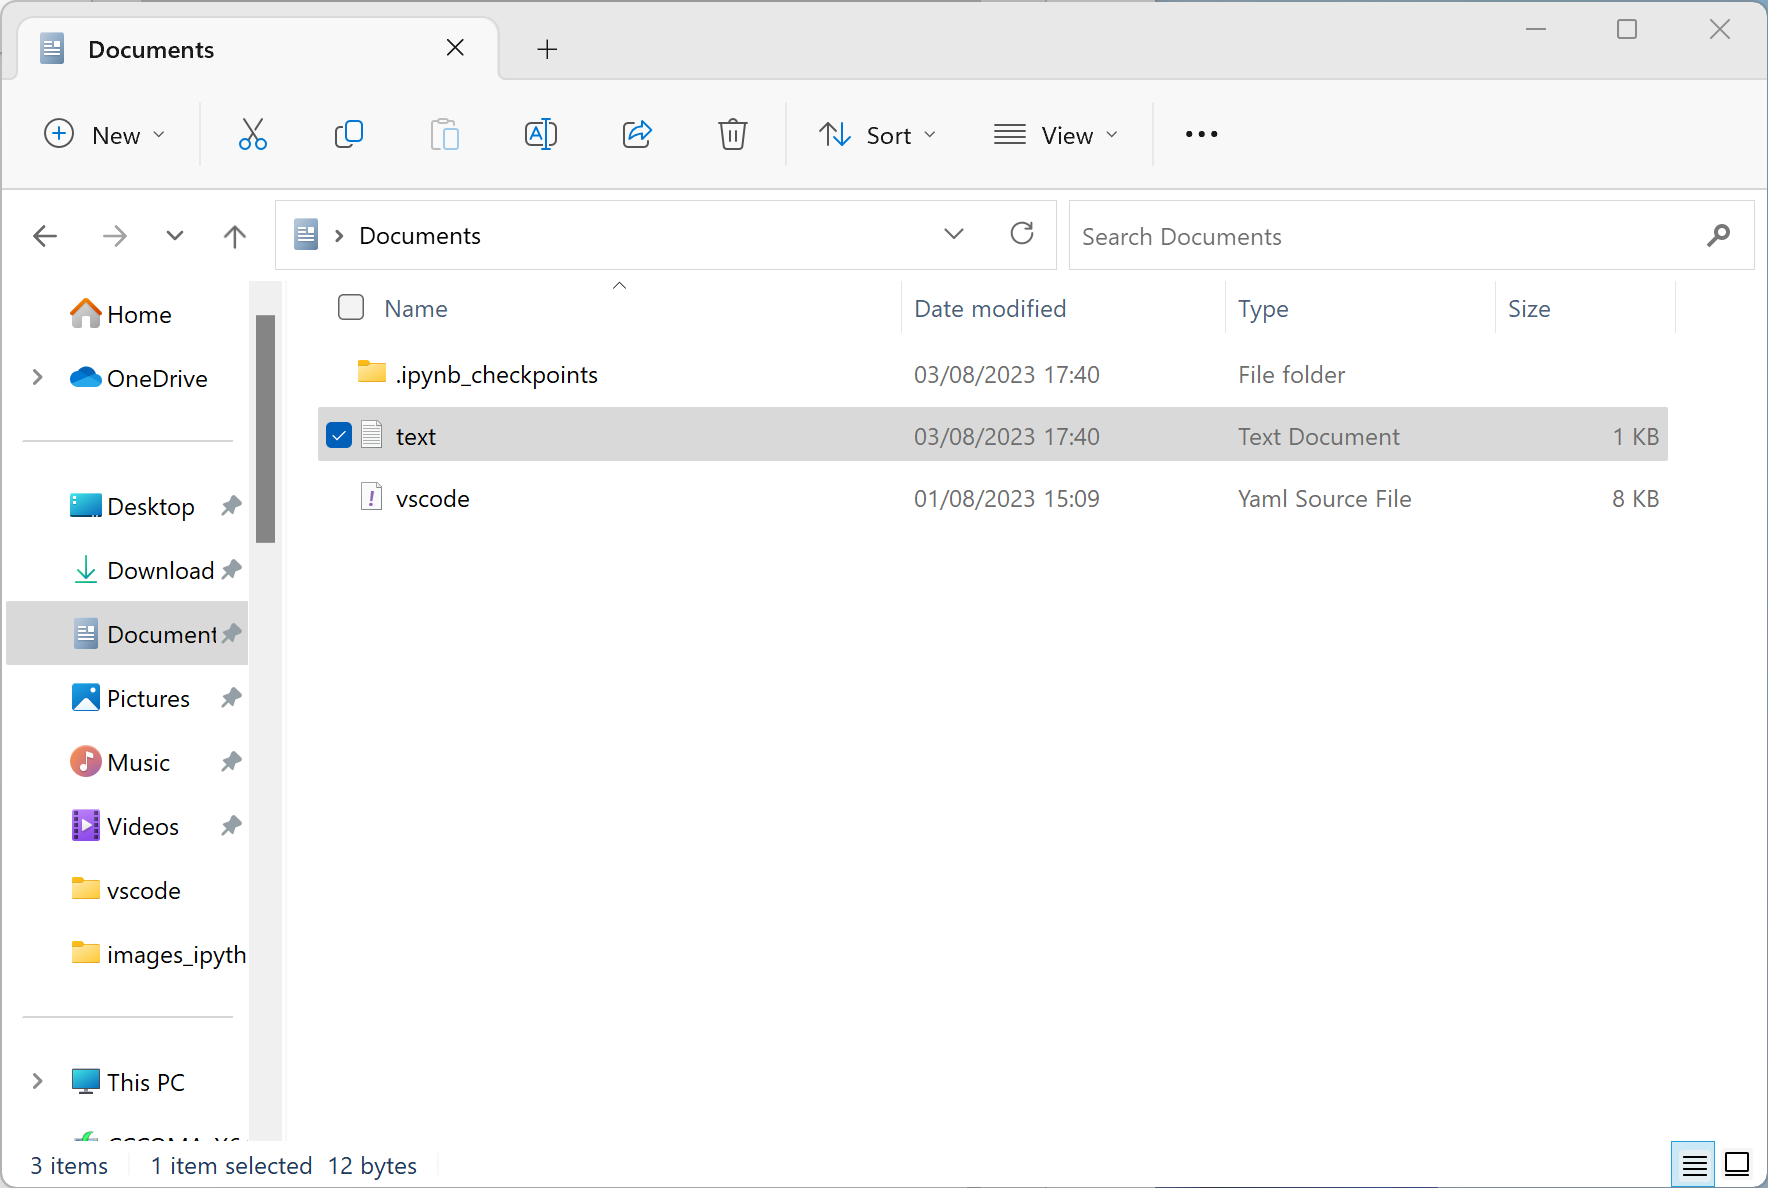 Documents
New
Sort
View
Documents
Search Documents
Home
OneDrive
Desktop
Download
Document
Pictures
Music
Videos
vscode
images_ipyth
This PC
Name Date modified Type Size
.ipynb_checkpoints 03/08/2023 17:40 File folder
text 03/08/2023 17:40 Text Document 1 KB
vscode 01/08/2023 15:09 Yaml Source File 8 KB
3 items 1 item selected 12 bytes